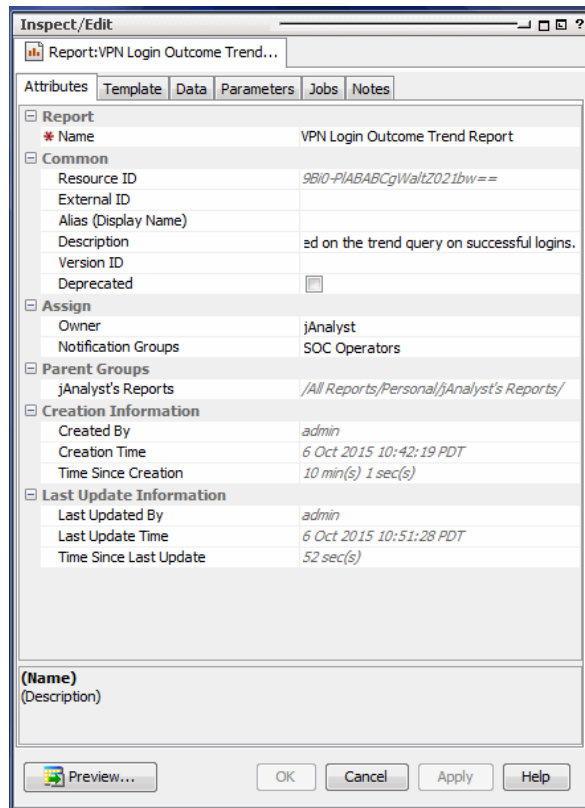 Inspect/Edit ?
Report:VPN Login Outcome Trend...
Attributes Template Data Parameters Jobs Notes
Report
* Name VPN Login Outcome Trend Report
Common
Resource ID 9Bi0-PlABABCgWaltZ021bw==
External ID
Alias (Display Name)
Description ed on the trend query on successful logins.
Version ID
Deprecated
Assign
Owner jAnalyst
Notification Groups SOC Operators
Parent Groups
jAnalyst's Reports /All Reports/Personal/jAnalyst's Reports/
Creation Information
Created By admin
Creation Time 6 Oct 2015 10:42:19 PDT
Time Since Creation 10 min(s) 1 sec(s)
Last Update Information
Last Updated By admin
Last Update Time 6 Oct 2015 10:51:28 PDT
Time Since Last Update 52 sec(s)
(Name)
(Description)
Preview... OK Cancel Apply Help